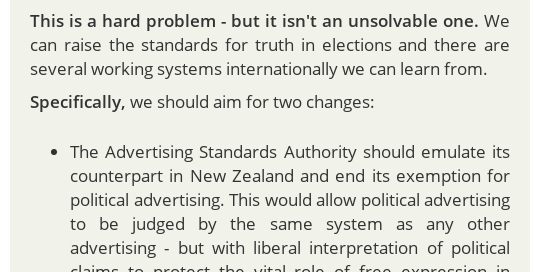 This is a hard problem - but it isn't an unsolvable one. We
can raise the standards for truth in elections and there are
several working systems internationally we can learn from.
Specifically, we should aim for two changes:
• The Advertising Standards Authority should emulate its
counterpart in New Zealand and end its exemption for
political advertising. This would allow political advertising
to be judged by the same system as any other
advertising - but with liberal interpretation of political
claims to protect the vital role of free expression in